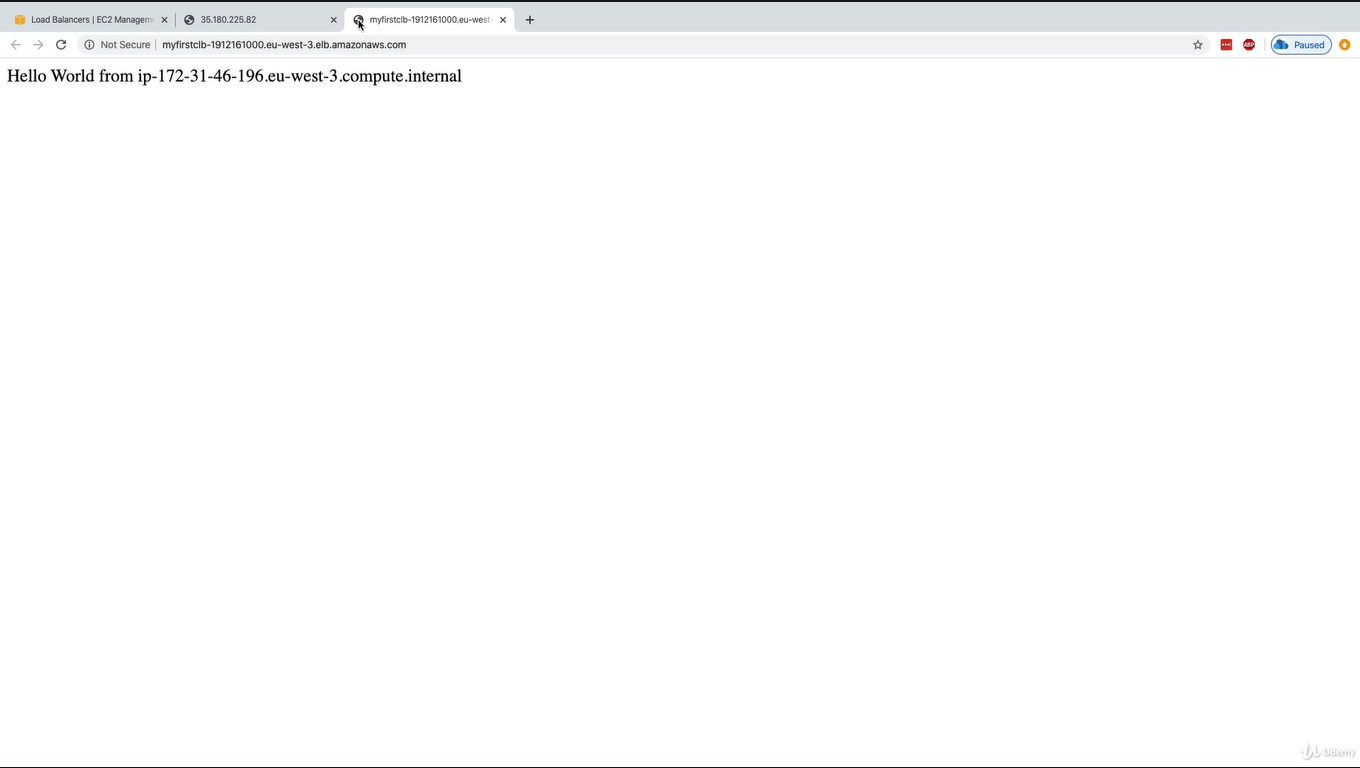 Load Balancers | EC2 Managem
35.180.225.82
myfirstclb-1912161000.eu-west-
Not Secure
myfirstclb-1912161000.eu-west-3.elb.amazonaws.com
ABP
Paused
Hello World from ip-172-31-46-196.eu-west-3.compute.internal
Udemy